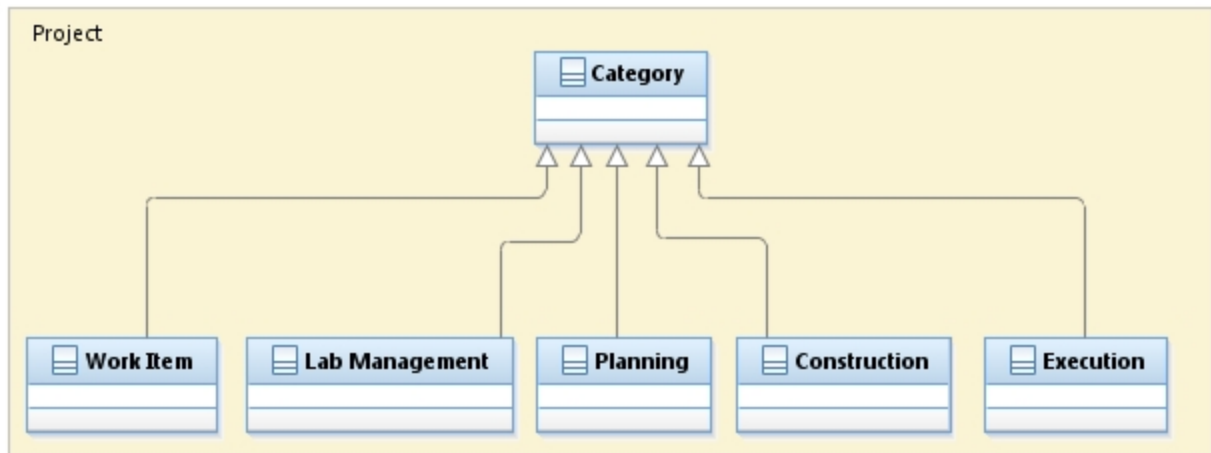 Project
Category
Work Item
Lab Management
Planning
Construction
Execution